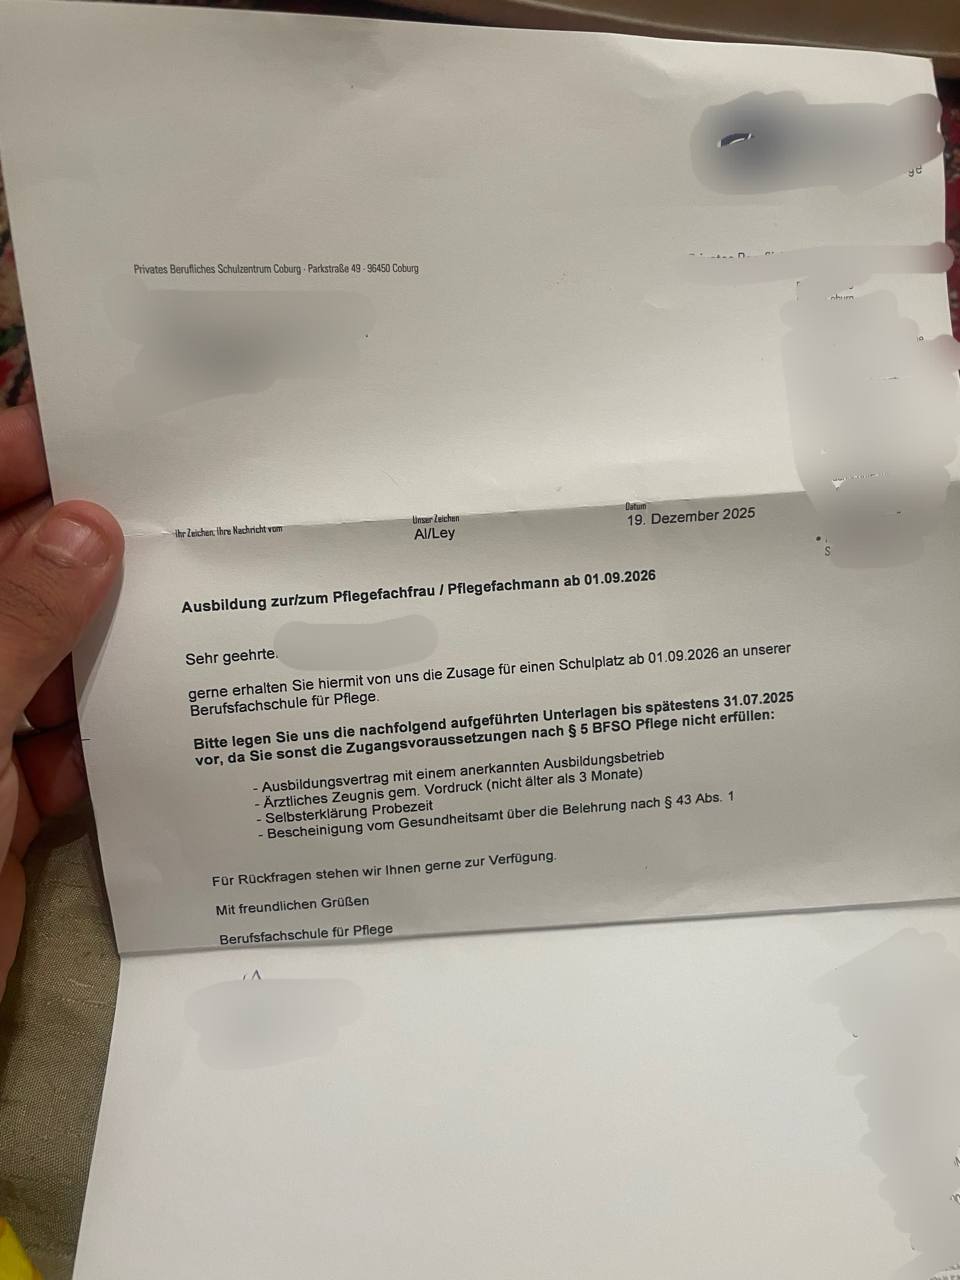 Privates Berufliches Schulzentrum Coburg · Parkstraße 49 · 96450 Coburg
Ihr Zeichen, Ihre Nachricht vom
Unser Zeichen
Al/Ley
Datum
19. Dezember 2025
Ausbildung zur/zum Pflegefachfrau / Pflegefachmann ab 01.09.2026
Sehr geehrte
gerne erhalten Sie hiermit von uns die Zusage für einen Schulplatz ab 01.09.2026 an unserer
Berufsfachschule für Pflege.
Bitte legen Sie uns die nachfolgend aufgeführten Unterlagen bis spätestens 31.07.2025
vor, da Sie sonst die Zugangsvoraussetzungen nach § 5 BFSO Pflege nicht erfüllen:
- Ausbildungsvertrag mit einem anerkannten Ausbildungsbetrieb
- Ärztliches Zeugnis gem. Vordruck (nicht älter als 3 Monate)
- Selbsterklärung Probezeit
- Bescheinigung vom Gesundheitsamt über die Belehrung nach § 43 Abs. 1
Für Rückfragen stehen wir Ihnen gerne zur Verfügung.
Mit freundlichen Grüßen
Berufsfachschule für Pflege